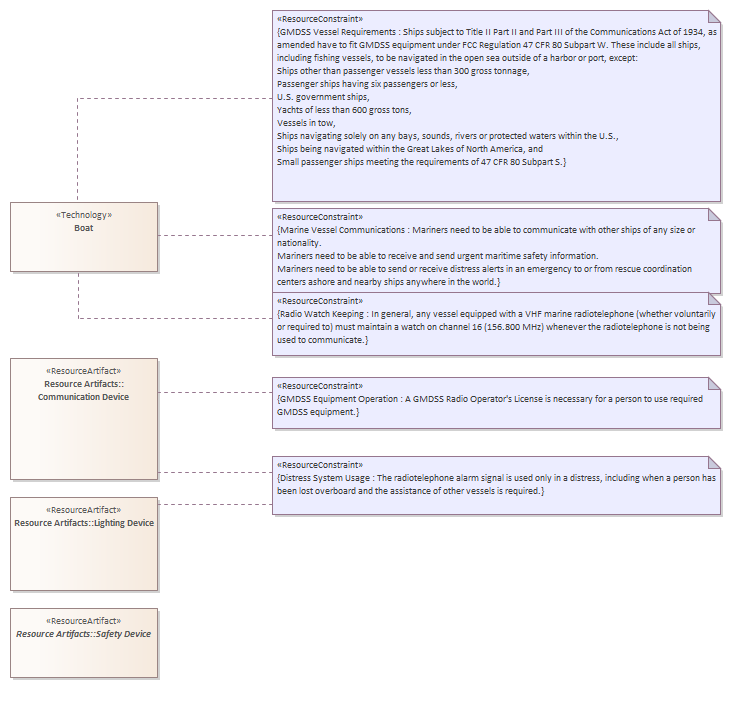 «ResourceConstraint»
{GMDSS Vessel Requirements : Ships subject to Title II Part II and Part III of the Communications Act of 1934, as
amended have to fit GMDSS equipment under FCC Regulation 47 CFR 80 Subpart W. These include all ships,
including fishing vessels, to be navigated in the open sea outside of a harbor or port, except:
Ships other than passenger vessels less than 300 gross tonnage,
Passenger ships having six passengers or less,
U.S. government ships,
Yachts of less than 600 gross tons,
Vessels in tow,
Ships navigating solely on any bays, sounds, rivers or protected waters within the U.S.,
Ships being navigated within the Great Lakes of North America, and
Small passenger ships meeting the requirements of 47 CFR 80 Subpart S.}
«Technology»
Boat
«ResourceConstraint»
{Marine Vessel Communications : Mariners need to be able to communicate with other ships of any size or
nationality.
Mariners need to be able to receive and send urgent maritime safety information.
Mariners need to be able to send or receive distress alerts in an emergency to or from rescue coordination
centers ashore and nearby ships anywhere in the world.}
«ResourceConstraint»
{Radio Watch Keeping : In general, any vessel equipped with a VHF marine radiotelephone (whether voluntarily
or required to) must maintain a watch on channel 16 (156.800 MHz) whenever the radiotelephone is not being
used to communicate.}
«ResourceArtifact»
Resource Artifacts::
Communication Device
«ResourceConstraint»
{GMDSS Equipment Operation : A GMDSS Radio Operator's License is necessary for a person to use required
GMDSS equipment.}
«ResourceConstraint»
{Distress System Usage : The radiotelephone alarm signal is used only in a distress, including when a person has
been lost overboard and the assistance of other vessels is required.}
«ResourceArtifact»
Resource Artifacts::Lighting Device
«ResourceArtifact»
Resource Artifacts::Safety Device